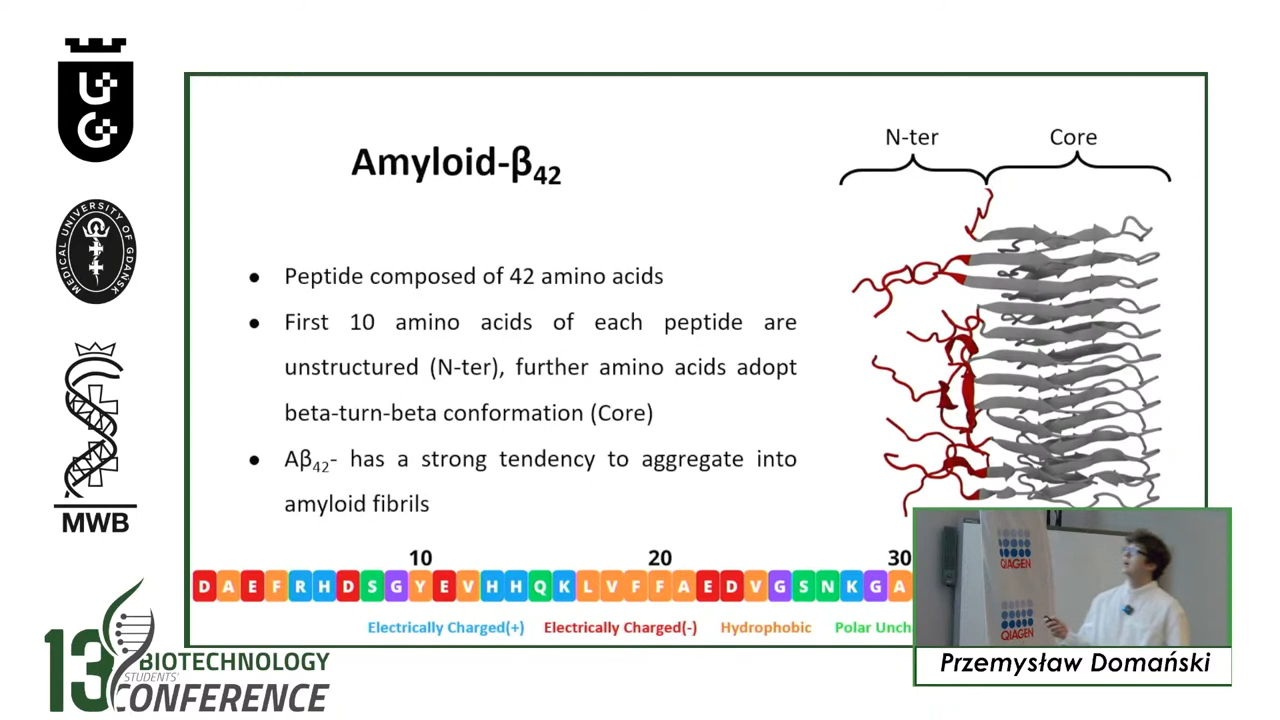 UG
MEDICAL UNIVERSITY OF GDAŃSK
MWB
13 BIOTECHNOLOGY
STUDENTS'
CONFERENCE
Amyloid-β42
● Peptide composed of 42 amino acids
● First 10 amino acids of each peptide are
unstructured (N-ter), further amino acids adopt
beta-turn-beta conformation (Core)
● Aβ42- has a strong tendency to aggregate into
amyloid fibrils
N-ter Core
10 20 30
D A E F R H D S G Y E V H H Q K L V F F A E D V G S N K G A
Electrically Charged(+) Electrically Charged(-) Hydrophobic Polar Unch
QIAGEN
QIAGEN
Przemysław Domański